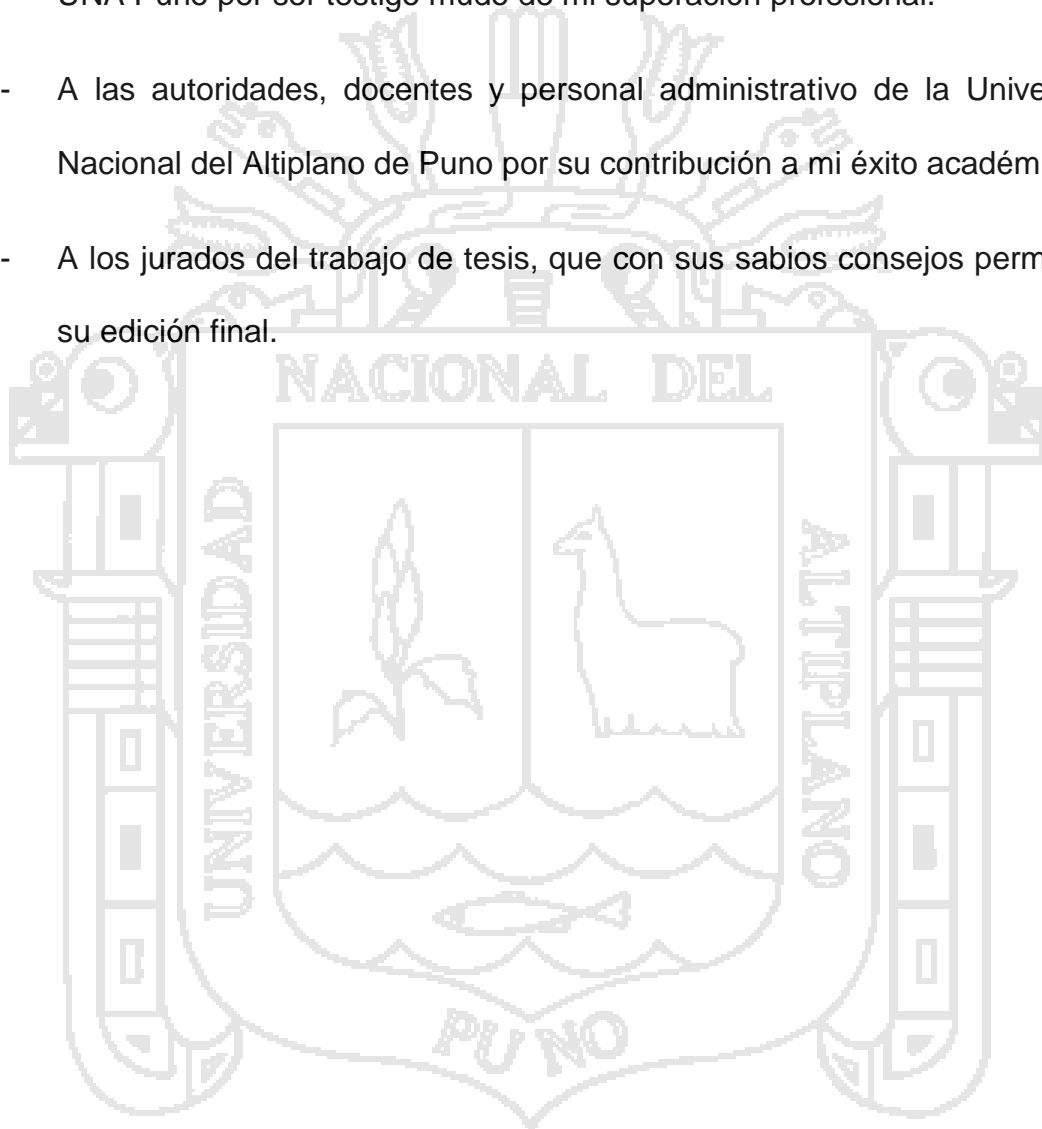 UNA Puno por ser testigo mudo de mi superación profesional.
- A las autoridades, docentes y personal administrativo de la Unive
Nacional del Altiplano de Puno por su contribución a mi éxito académ
- A los jurados del trabajo de tesis, que con sus sabios consejos perm
su edición final.
NACIONAL DEL
UNIVERSIDAD
ALTIPLANO
PUNO